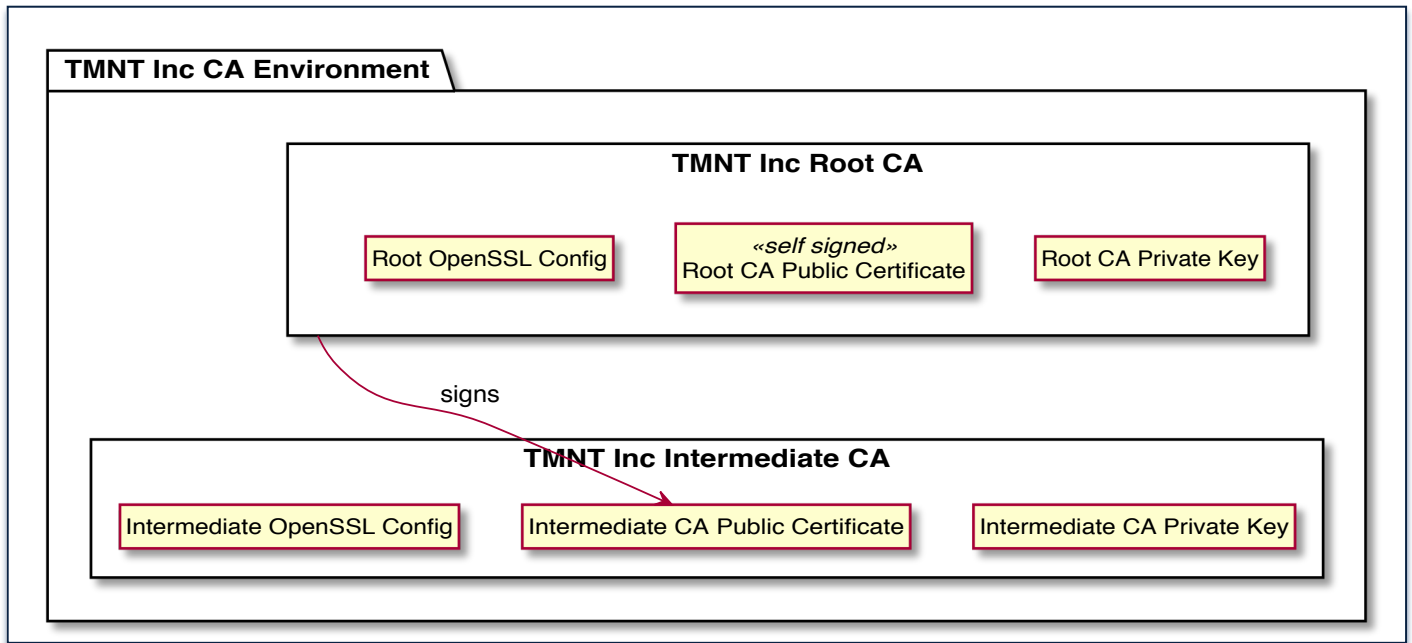 TMNT Inc CA Environment
TMNT Inc Root CA
Root OpenSSL Config
«self signed»
Root CA Public Certificate
Root CA Private Key
signs
TMNT Inc Intermediate CA
Intermediate OpenSSL Config
Intermediate CA Public Certificate
Intermediate CA Private Key